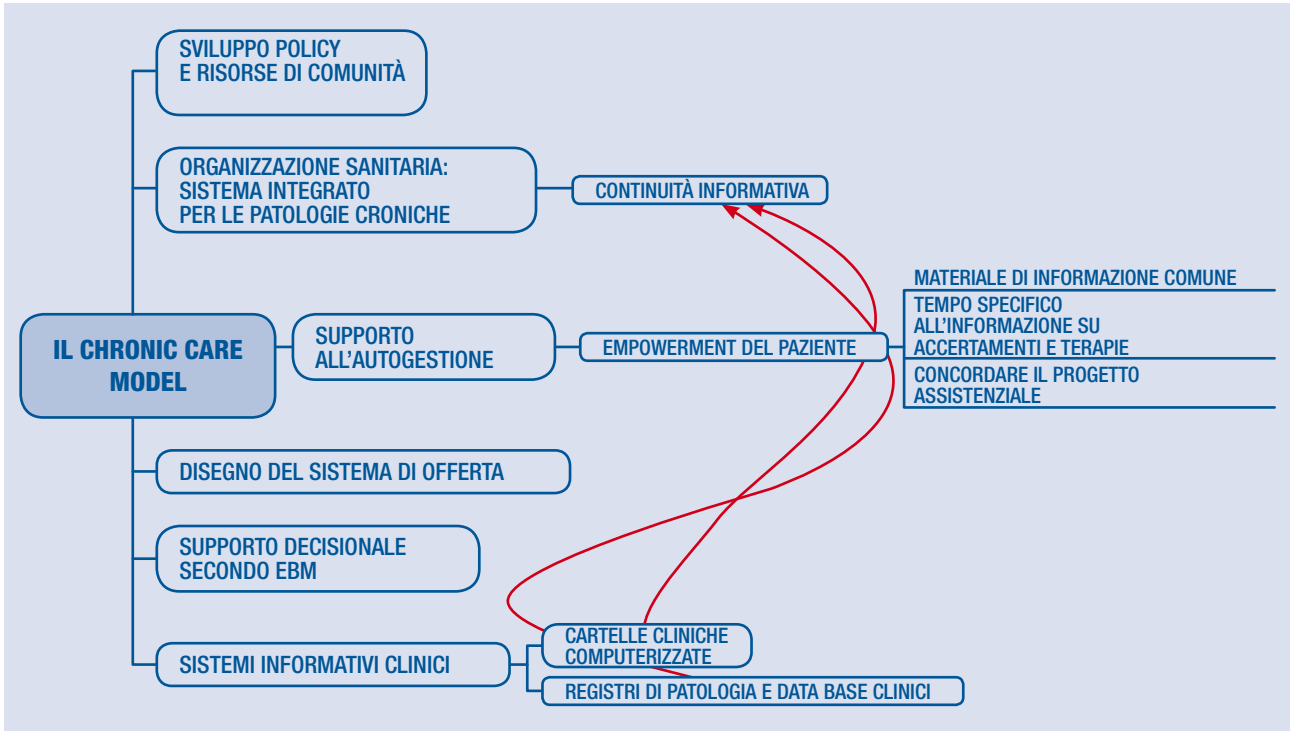 SVILUPPO POLICY
E RISORSE DI COMUNITÀ
ORGANIZZAZIONE SANITARIA:
SISTEMA INTEGRATO
PER LE PATOLOGIE CRONICHE
CONTINUITÀ INFORMATIVA
IL CHRONIC CARE
MODEL
SUPPORTO
ALL'AUTOGESTIONE
EMPOWERMENT DEL PAZIENTE
MATERIALE DI INFORMAZIONE COMUNE
TEMPO SPECIFICO
ALL'INFORMAZIONE SU
ACCERTAMENTI E TERAPIE
CONCORDARE IL PROGETTO
ASSISTENZIALE
DISEGNO DEL SISTEMA DI OFFERTA
SUPPORTO DECISIONALE
SECONDO EBM
SISTEMI INFORMATIVI CLINICI
CARTELLE CLINICHE
COMPUTERIZZATE
REGISTRI DI PATOLOGIA E DATA BASE CLINICI